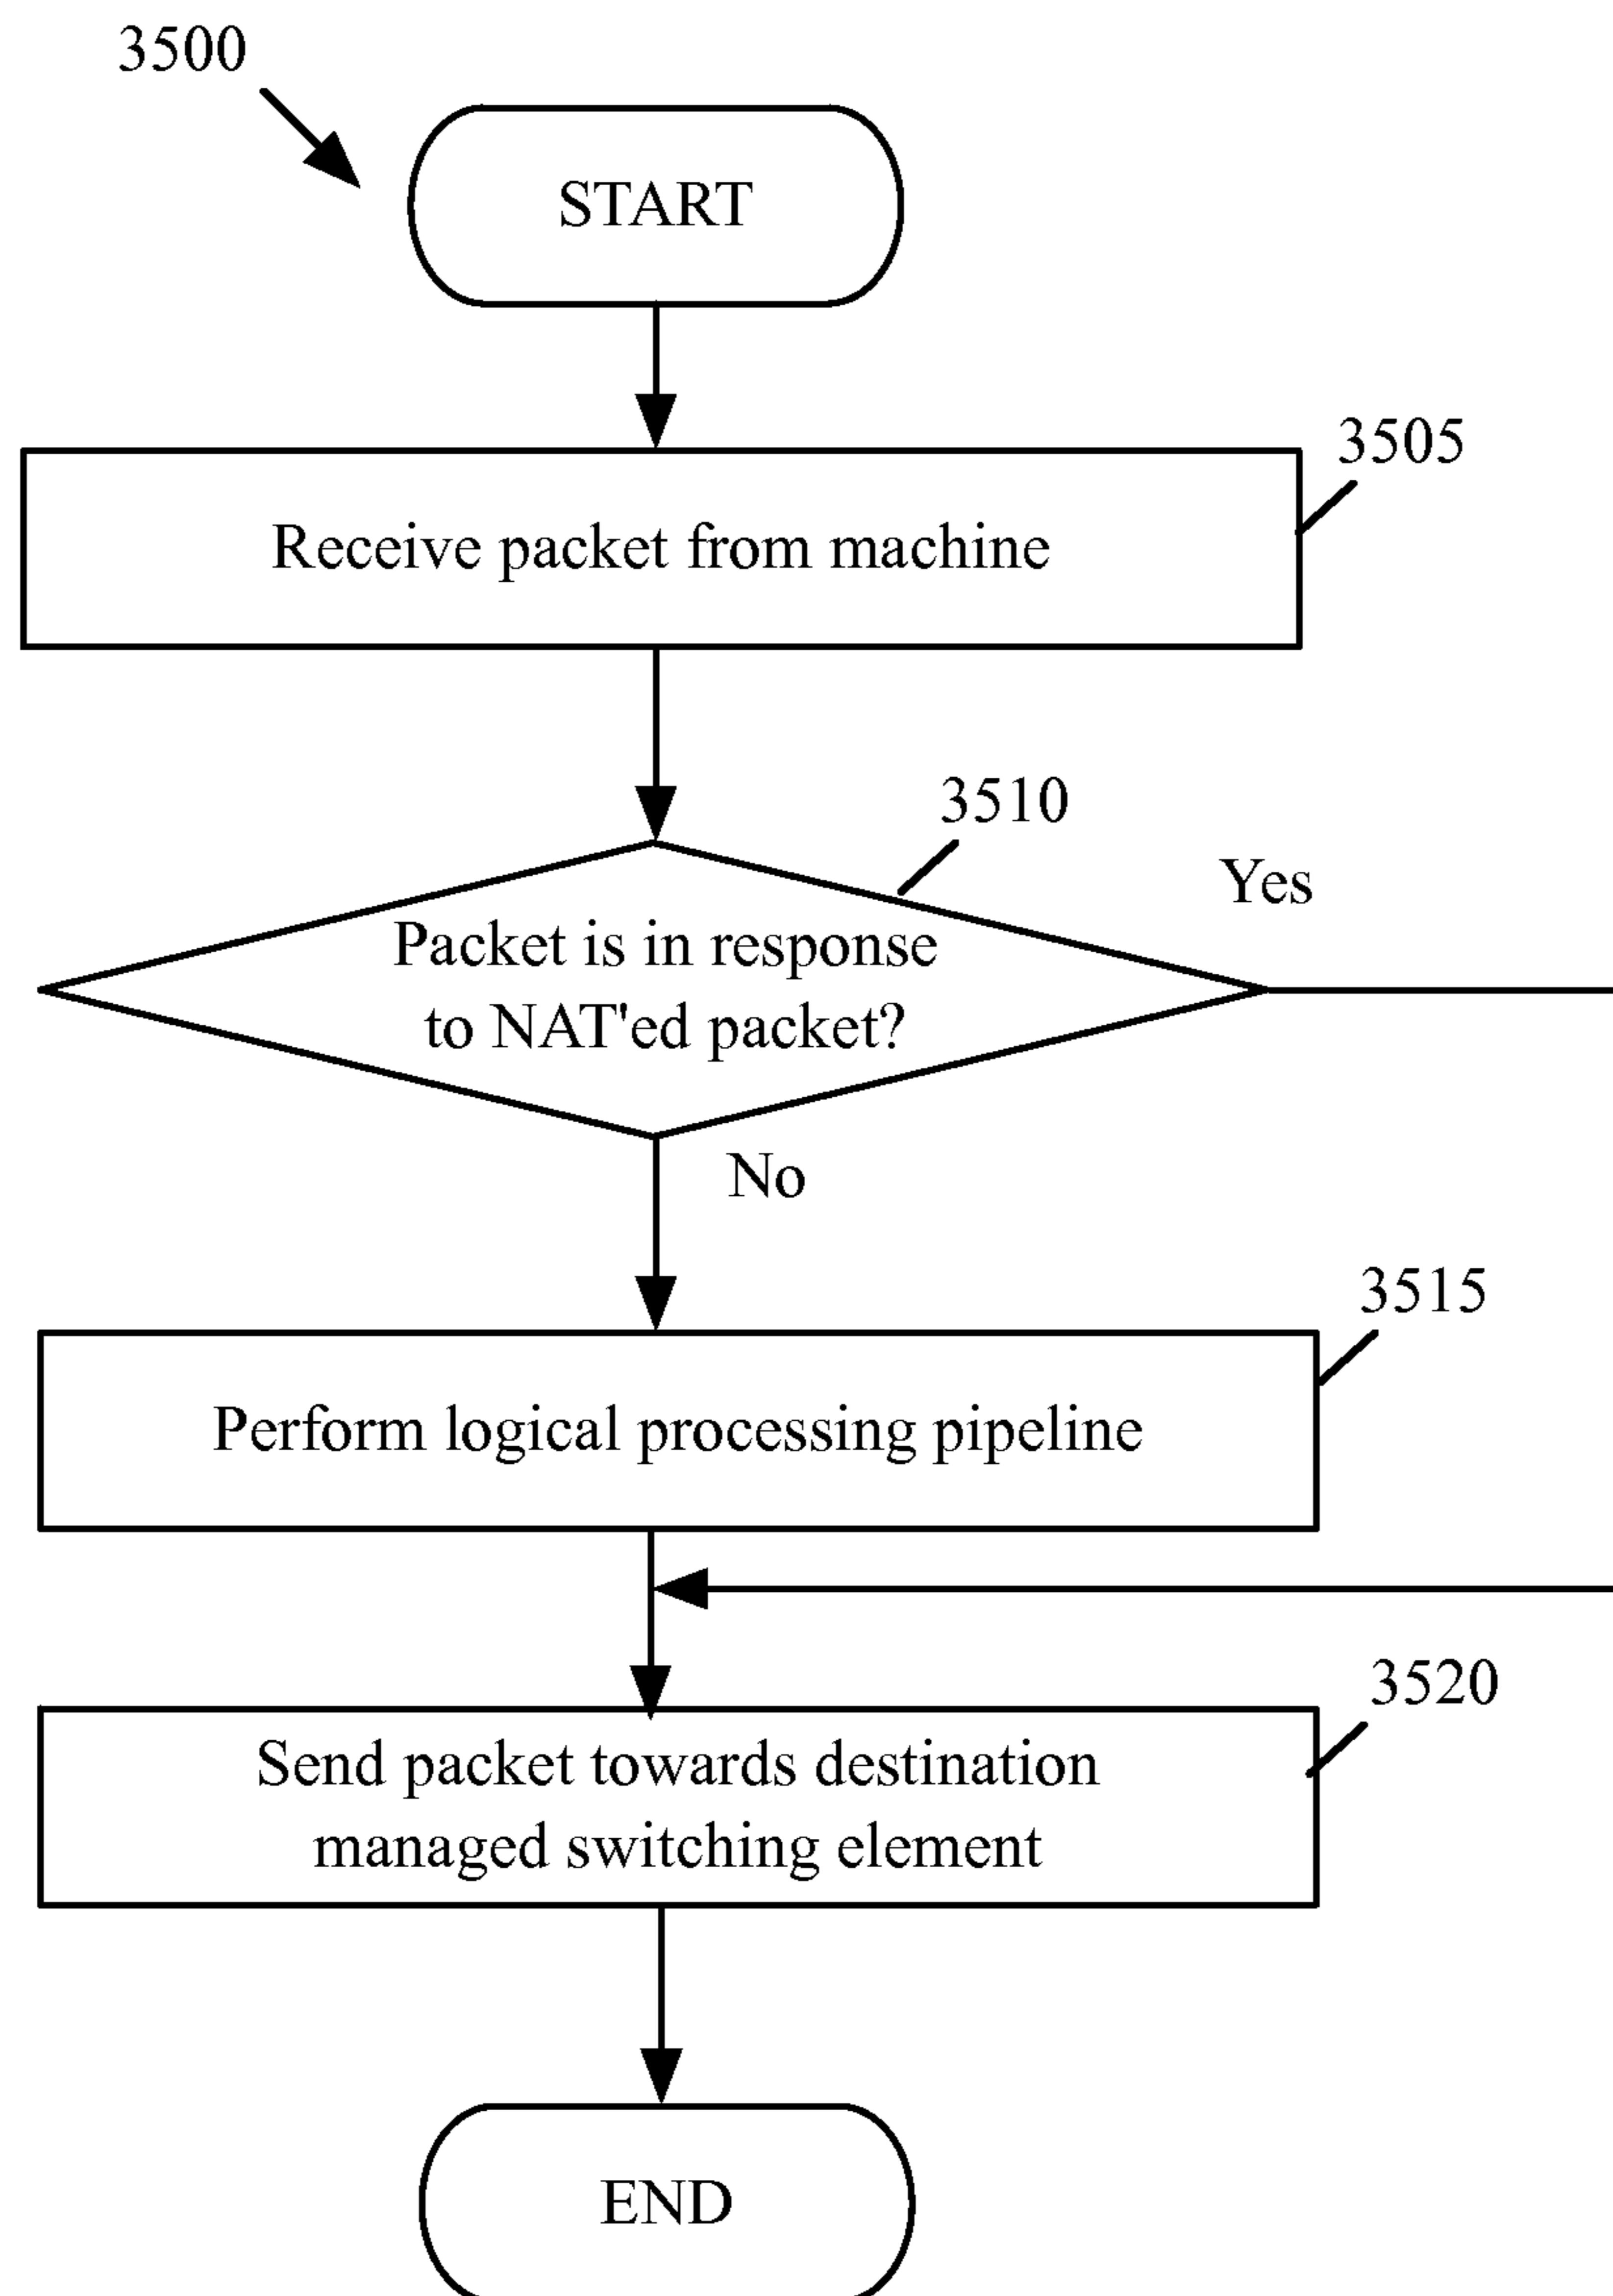 3500
START
3505
Receive packet from machine
3510
Yes
Packet is in response
to NAT'ed packet?
No
3515
Perform logical processing pipeline
3520
Send packet towards destination
managed switching element
END